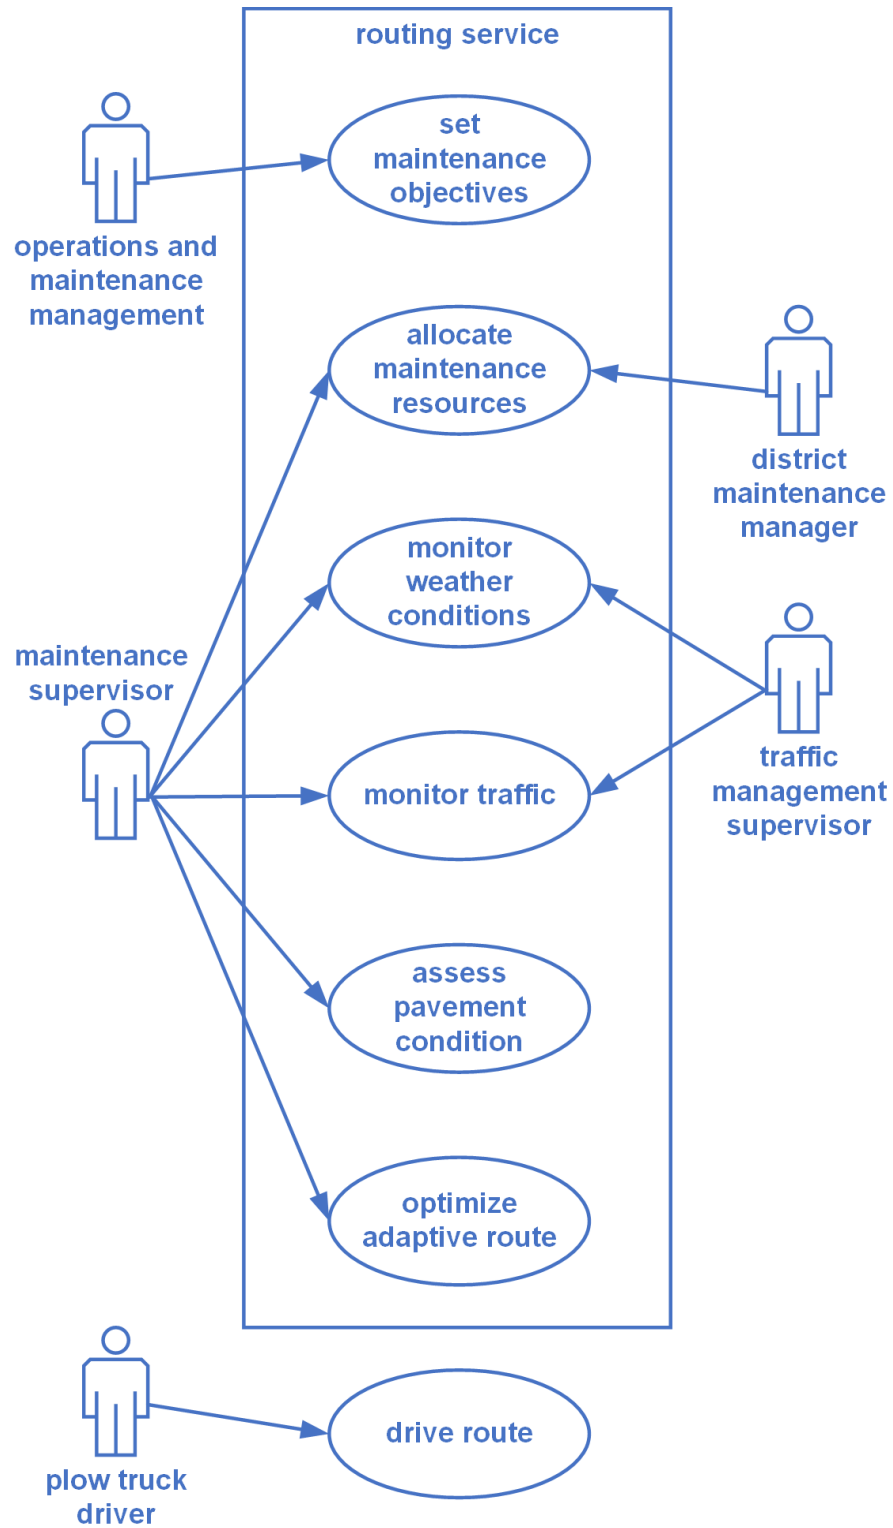 routing service
set
maintenance
objectives
operations and
maintenance
management
allocate
maintenance
resources
district
maintenance
manager
monitor
weather
conditions
maintenance
supervisor
monitor traffic
traffic
management
supervisor
assess
pavement
condition
optimize
adaptive route
drive route
plow truck
driver